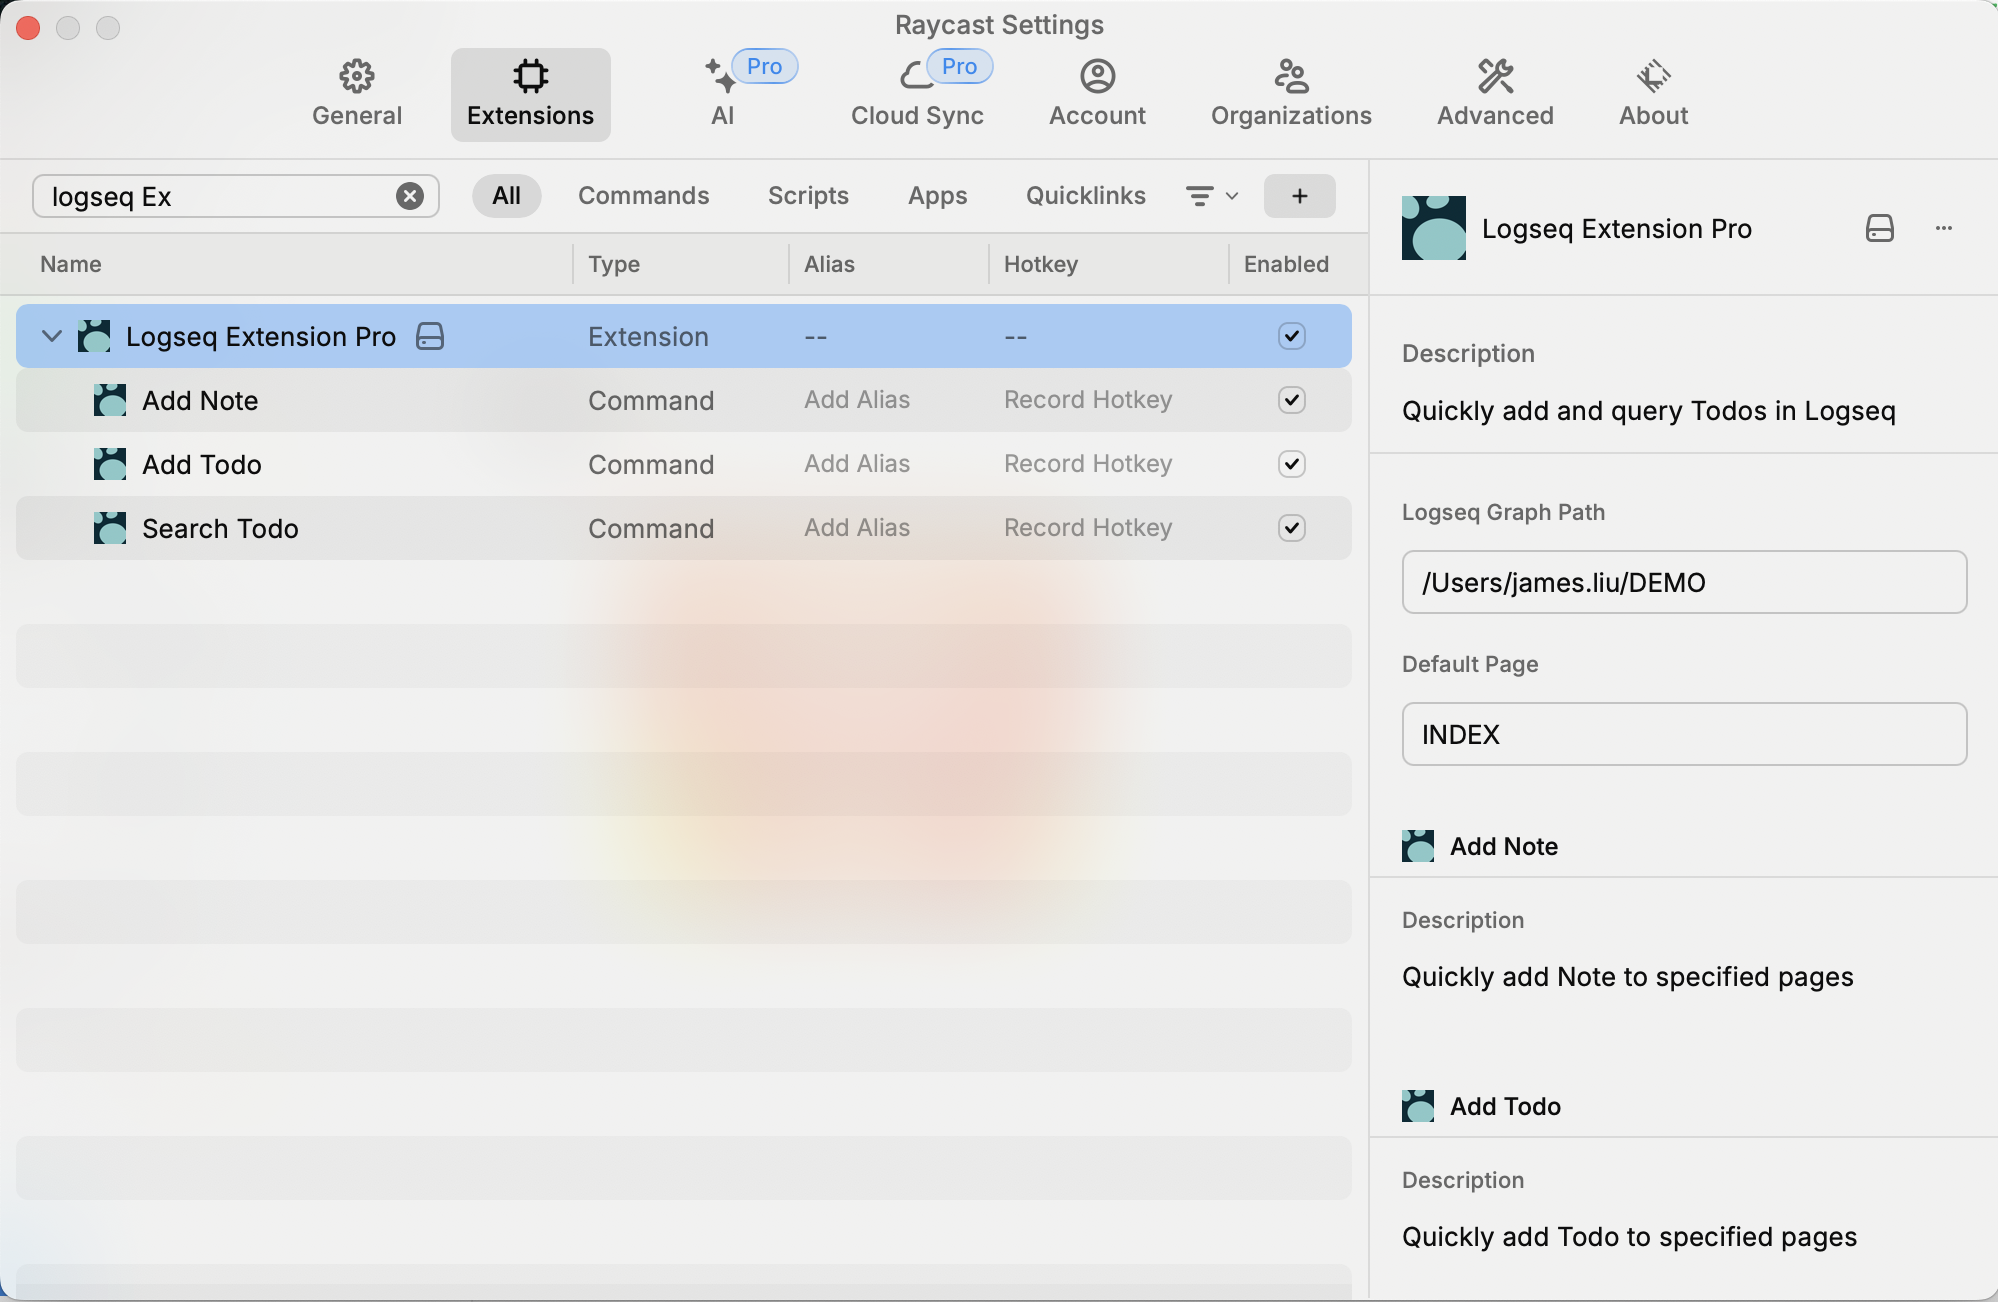 Raycast Settings
General
Extensions
Pro
AI
Pro
Cloud Sync
Account
Organizations
Advanced
About
logseq Ex
All
Commands
Scripts
Apps
Quicklinks
+
Name Type Alias Hotkey Enabled
Logseq Extension Pro Extension -- --
Add Note Command Add Alias Record Hotkey
Add Todo Command Add Alias Record Hotkey
Search Todo Command Add Alias Record Hotkey
Logseq Extension Pro
Description
Quickly add and query Todos in Logseq
Logseq Graph Path
/Users/james.liu/DEMO
Default Page
INDEX
Add Note
Description
Quickly add Note to specified pages
Add Todo
Description
Quickly add Todo to specified pages